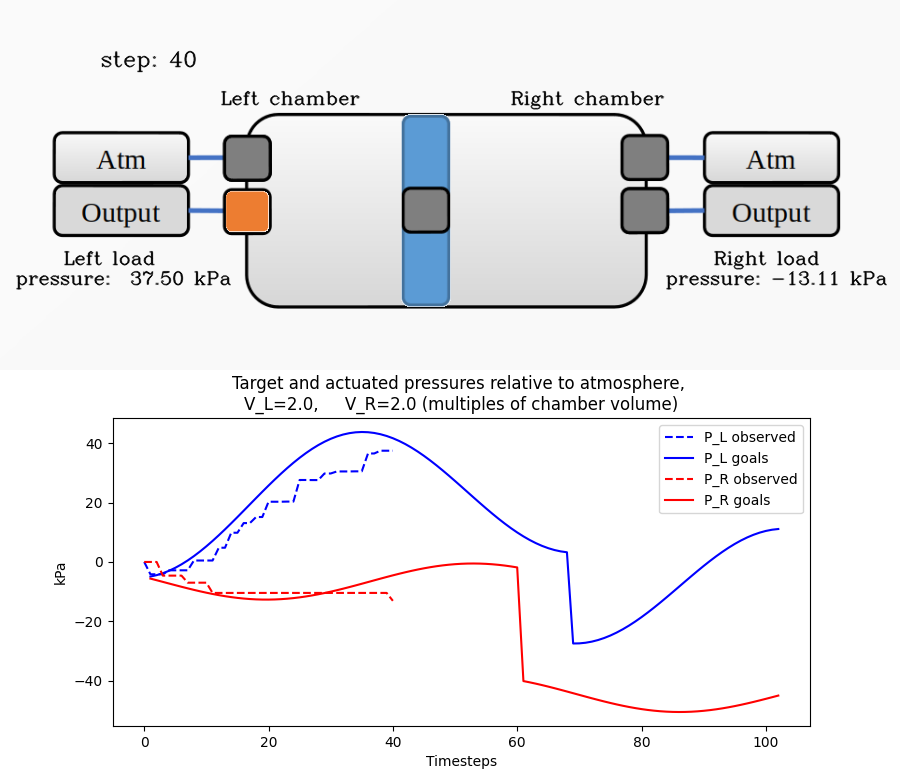 step: 40
Left chamber
Right chamber
Atm
Atm
Output
Output
Left load
pressure: 37.50 kPa
Right load
pressure: −13.11 kPa
Target and actuated pressures relative to atmosphere,
V_L=2.0, V_R=2.0 (multiples of chamber volume)
P_L observed
P_L goals
P_R observed
P_R goals
40
20
0
−20
−40
kPa
0 20 40 60 80 100
Timesteps